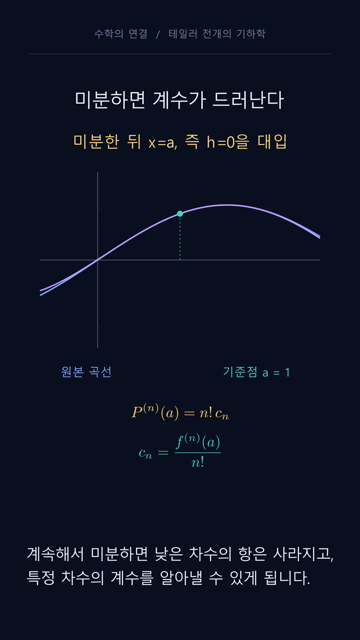 수학의 연결 / 테일러 전개의 기하학
미분하면 계수가 드러난다
미분한 뒤 x=a, 즉 h=0을 대입
원본 곡선
기준점 a = 1
P^{(n)}(a) = n! c_n
c_n = \frac{f^{(n)}(a)}{n!}
계속해서 미분하면 낮은 차수의 항은 사라지고,
특정 차수의 계수를 알아낼 수 있게 됩니다.